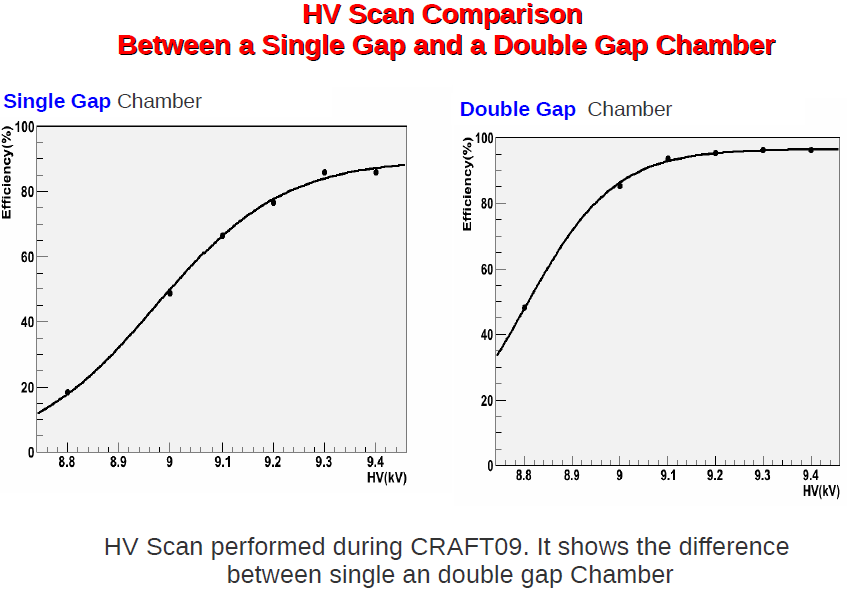 HV Scan Comparison
Between a Single Gap and a Double Gap Chamber
Single Gap Chamber
Efficiency(%)
100
80
60
40
20
0
8.8 8.9 9 9.1 9.2 9.3 9.4
HV(kV)
Double Gap Chamber
Efficiency(%)
100
80
60
40
20
0
8.8 8.9 9 9.1 9.2 9.3 9.4
HV(kV)
HV Scan performed during CRAFT09. It shows the difference
between single an double gap Chamber